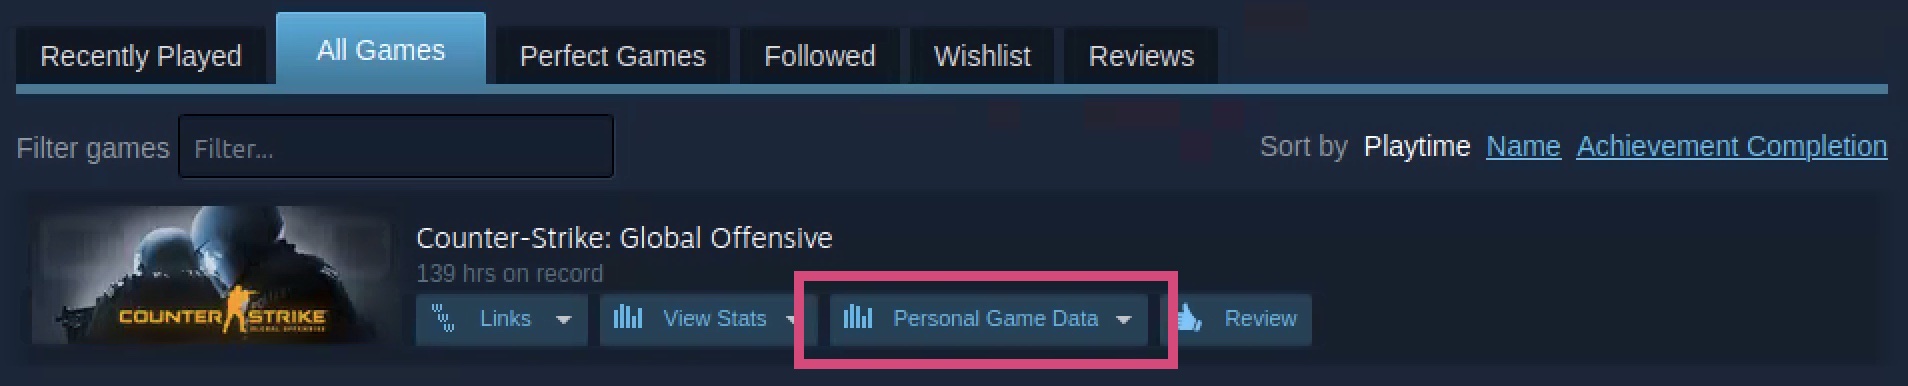 Recently Played
All Games
Perfect Games
Followed
Wishlist
Reviews
Filter games
Filter...
Sort by Playtime Name Achievement Completion
Counter-Strike: Global Offensive
139 hrs on record
COUNTER STRIKE
GLOBAL OFFENSIVE
Links
View Stats
Personal Game Data
Review